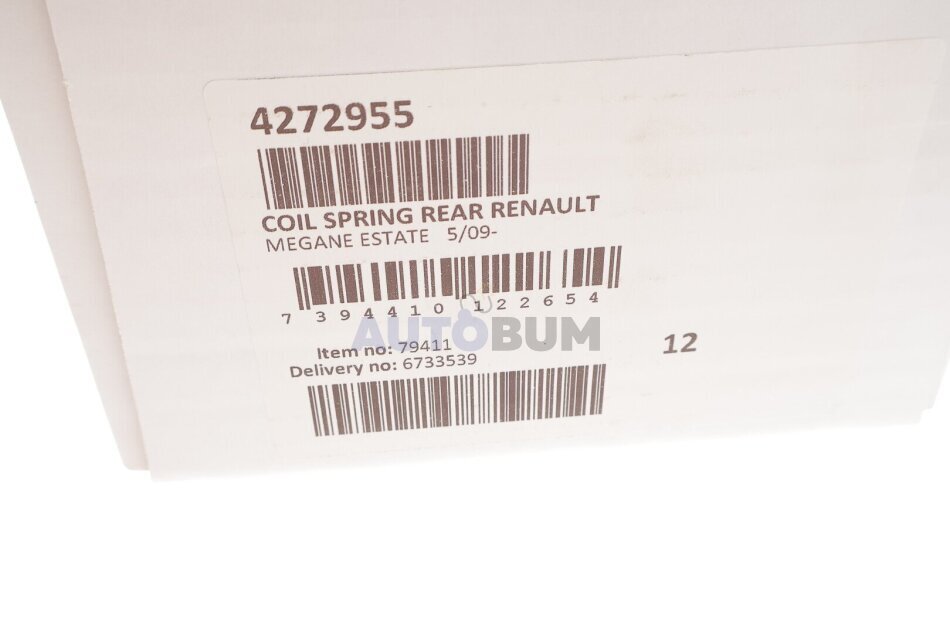 4272955
COIL SPRING REAR RENAULT
MEGANE ESTATE 5/09-
7 394410 122654
AUTOBUM
Item no: 79411
Delivery no: 6733539
12